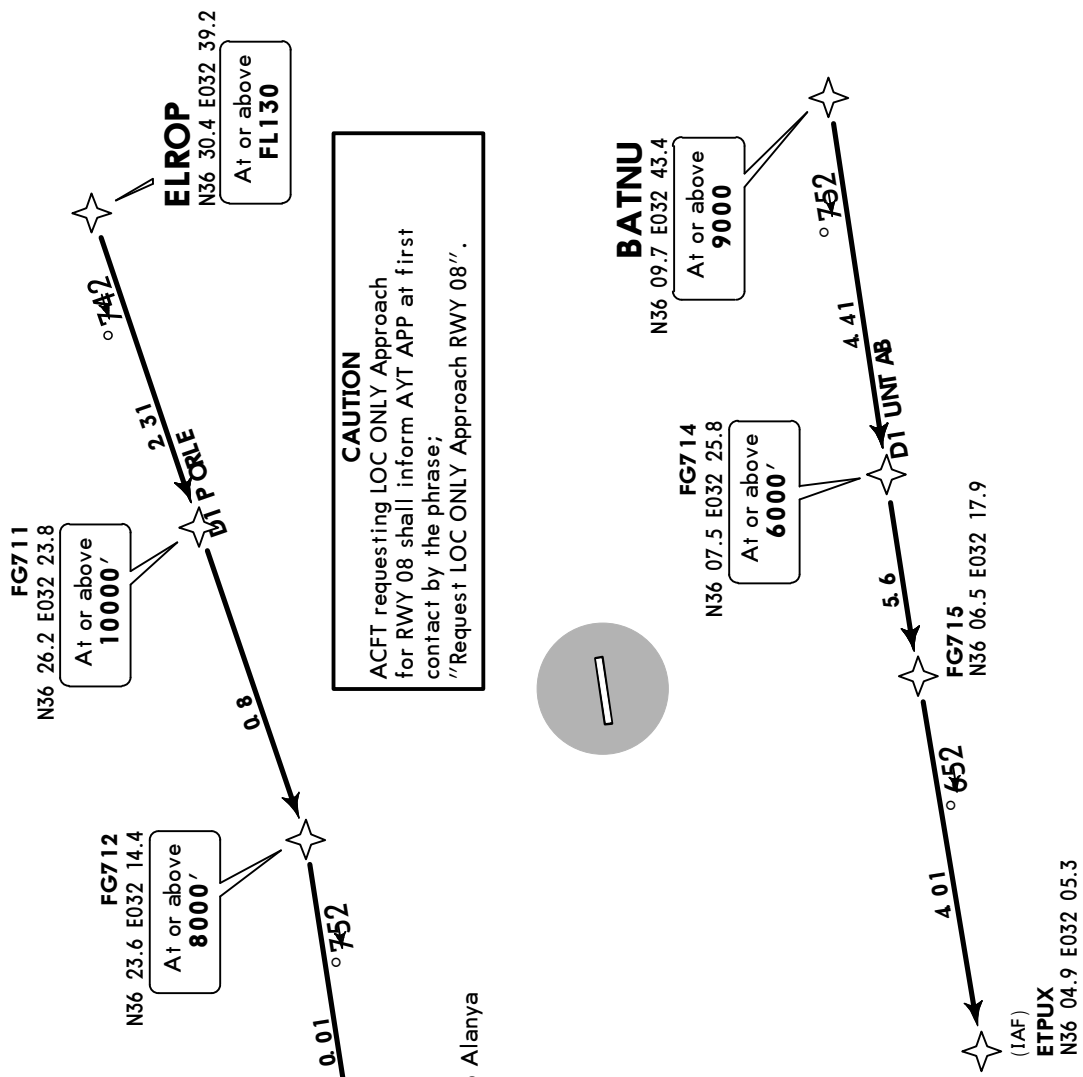 ELROP
N36 30.4 E032 39.2
At or above
FL130
°742
2.31
D1 PORLE
FG711
N36 26.2 E032 23.8
At or above
10000′
0.8
FG712
N36 23.6 E032 14.4
At or above
8000′
°752
0.01
Alanya
CAUTION
ACFT requesting LOC ONLY Approach
for RWY 08 shall inform AYT APP at first
contact by the phrase;
"Request LOC ONLY Approach RWY 08".
BATNU
N36 09.7 E032 43.4
At or above
9000
°752
4.41
D1 UNT AB
FG714
N36 07.5 E032 25.8
At or above
6000′
5.6
FG715
N36 06.5 E032 17.9
°652
4.01
(IAF)
ETPUX
N36 04.9 E032 05.3